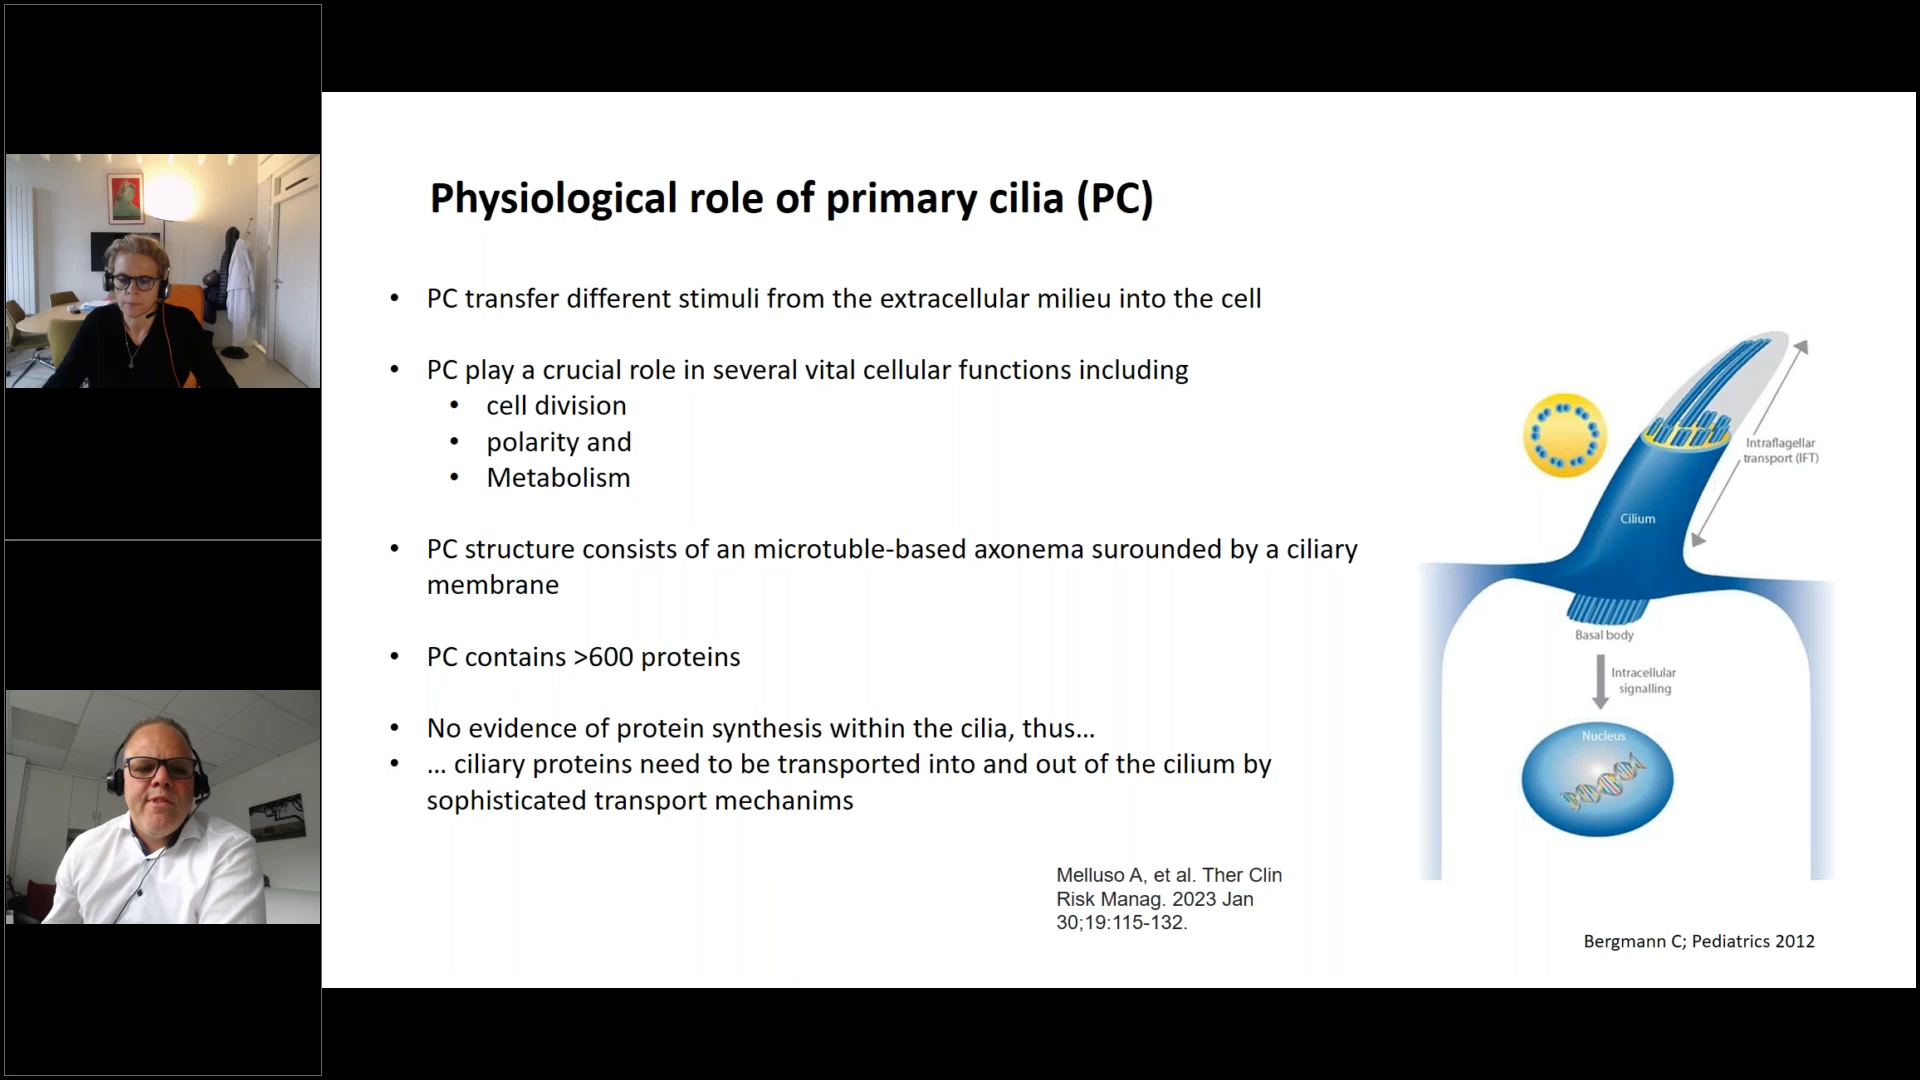 Physiological role of primary cilia (PC)
• PC transfer different stimuli from the extracellular milieu into the cell
• PC play a crucial role in several vital cellular functions including
• cell division
• polarity and
• Metabolism
• PC structure consists of an microtuble-based axonema surounded by a ciliary
membrane
• PC contains >600 proteins
• No evidence of protein synthesis within the cilia, thus...
• ... ciliary proteins need to be transported into and out of the cilium by
sophisticated transport mechanims
Intraflagellar
transport (IFT)
Cilium
Basal body
Intracellular
signalling
Nucleus
Melluso A, et al. Ther Clin
Risk Manag. 2023 Jan
30;19:115-132.
Bergmann C; Pediatrics 2012